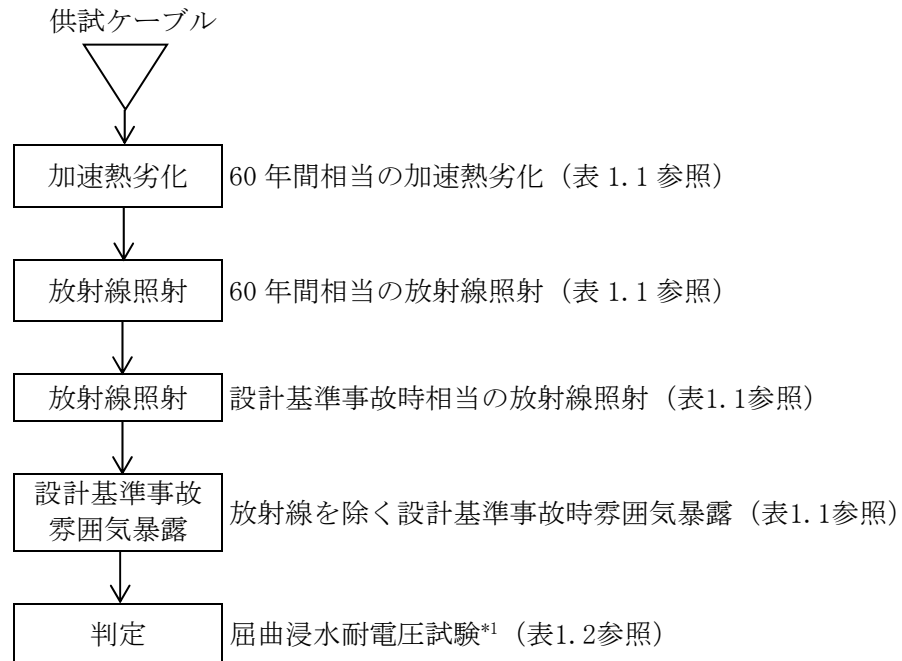 供試ケーブル
加速熱劣化 60 年間相当の加速熱劣化（表 1.1 参照）
放射線照射 60 年間相当の放射線照射（表 1.1 参照）
放射線照射 設計基準事故時相当の放射線照射（表1.1参照）
設計基準事故
雰囲気暴露 放射線を除く設計基準事故時雰囲気暴露（表1.1参照）
判定 屈曲浸水耐電圧試験*1（表1.2参照）